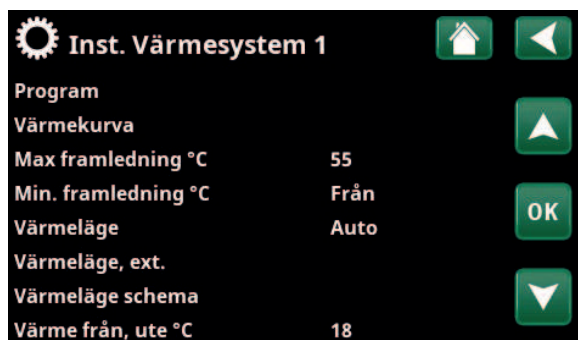 Inst. Värmesystem 1
Program
Värmekurva
Max framledning °C 55
Min. framledning °C Från
Värmeläge Auto
Värmeläge, ext.
Värmeläge schema
Värme från, ute °C 18
OK